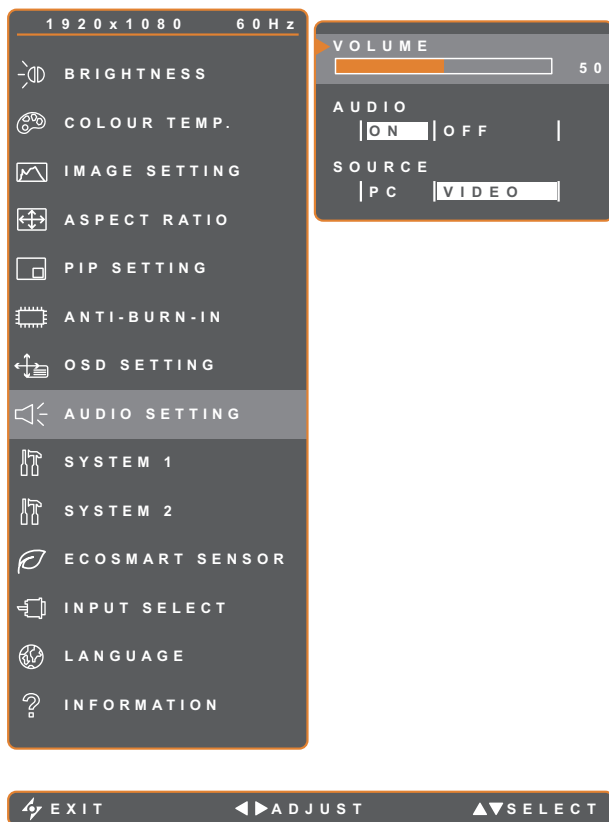 1920x1080 60Hz
BRIGHTNESS
COLOUR TEMP.
IMAGE SETTING
ASPECT RATIO
PIP SETTING
ANTI-BURN-IN
OSD SETTING
AUDIO SETTING
SYSTEM 1
SYSTEM 2
ECOSMART SENSOR
INPUT SELECT
LANGUAGE
INFORMATION
VOLUME
50
AUDIO
ON OFF
SOURCE
PC VIDEO
EXIT ADJUST SELECT